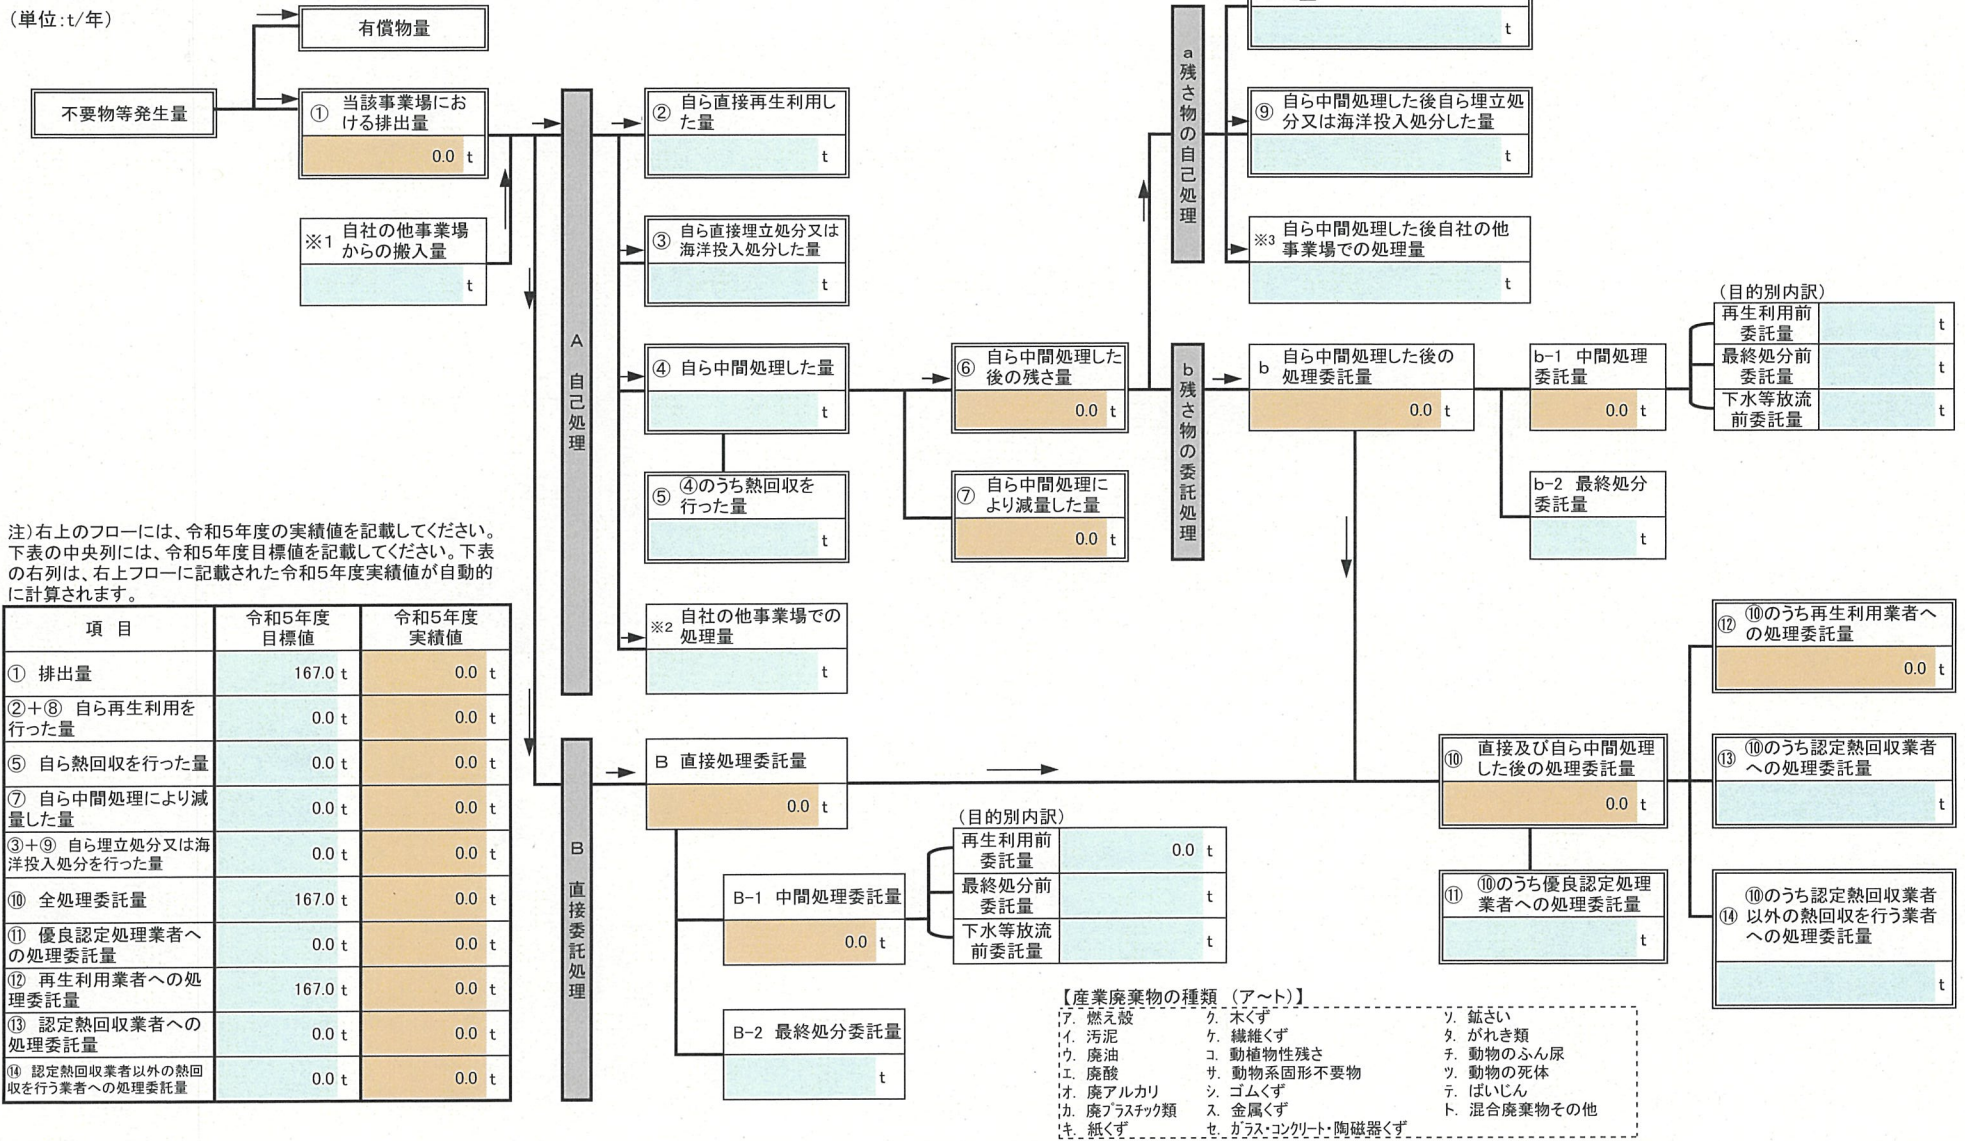 (単位:t/年)
有償物量
不要物等発生量
① 当該事業場にお
ける排出量
0.0 t
※1 自社の他事業場
からの搬入量
t
A 自己処理
② 自ら直接再生利用し
た量
t
③ 自ら直接埋立処分又は
海洋投入処分した量
t
④ 自ら中間処理した量
t
⑤ ④のうち熱回収を
行った量
t
※2 自社の他事業場での
処理量
t
⑥ 自ら中間処理した
後の残さ量
0.0 t
⑦ 自ら中間処理に
より減量した量
0.0 t
a 残さ物の自己処理
t
⑨ 自ら中間処理した後自ら埋立処
分又は海洋投入処分した量
t
※3 自ら中間処理した後自社の他
事業場での処理量
t
b 残さ物の委託処理
b 自ら中間処理した後の
処理委託量
0.0 t
b-1 中間処理
委託量
0.0 t
b-2 最終処分
委託量
t
(目的別内訳)
再生利用前
委託量
t
最終処分前
委託量
t
下水等放流
前委託量
t
注)右上のフローには、令和5年度の実績値を記載してください。
下表の中央列には、令和5年度目標値を記載してください。下表
の右列は、右上フローに記載された令和5年度実績値が自動的
に計算されます。
項 目
令和5年度
目標値
令和5年度
実績値
① 排出量 167.0 t 0.0 t
②+⑧ 自ら再生利用を
行った量
0.0 t 0.0 t
⑤ 自ら熱回収を行った量 0.0 t 0.0 t
⑦ 自ら中間処理により減
量した量
0.0 t 0.0 t
③+⑨ 自ら埋立処分又は海
洋投入処分を行った量
0.0 t 0.0 t
⑩ 全処理委託量 167.0 t 0.0 t
⑪ 優良認定処理業者へ
の処理委託量
0.0 t 0.0 t
⑫ 再生利用業者への処
理委託量
167.0 t 0.0 t
⑬ 認定熱回収業者への
処理委託量
0.0 t 0.0 t
⑭ 認定熱回収業者以外の熱回
収を行う業者への処理委託量
0.0 t 0.0 t
B 直接委託処理
B 直接処理委託量
0.0 t
B-1 中間処理委託量
0.0 t
B-2 最終処分委託量
t
(目的別内訳)
再生利用前
委託量
0.0 t
最終処分前
委託量
t
下水等放流
前委託量
t
⑩ 直接及び自ら中間処理
した後の処理委託量
0.0 t
⑪ ⑩のうち優良認定処理
業者への処理委託量
t
⑫ ⑩のうち再生利用業者へ
の処理委託量
0.0 t
⑬ ⑩のうち認定熱回収業者
への処理委託量
t
⑭ ⑩のうち認定熱回収業者
以外の熱回収を行う業者
への処理委託量
t
【産業廃棄物の種類 (ア〜ト)】
ア. 燃え殻
イ. 汚泥
ウ. 廃油
エ. 廃酸
オ. 廃アルカリ
カ. 廃プラスチック類
キ. 紙くず
ク. 木くず
ケ. 繊維くず
コ. 動植物性残さ
サ. 動物系固形不要物
シ. ゴムくず
ス. 金属くず
セ. ガラス・コンクリート・陶磁器くず
ソ. 鉱さい
タ. がれき類
チ. 動物のふん尿
ツ. 動物の死体
テ. ばいじん
ト. 混合廃棄物その他